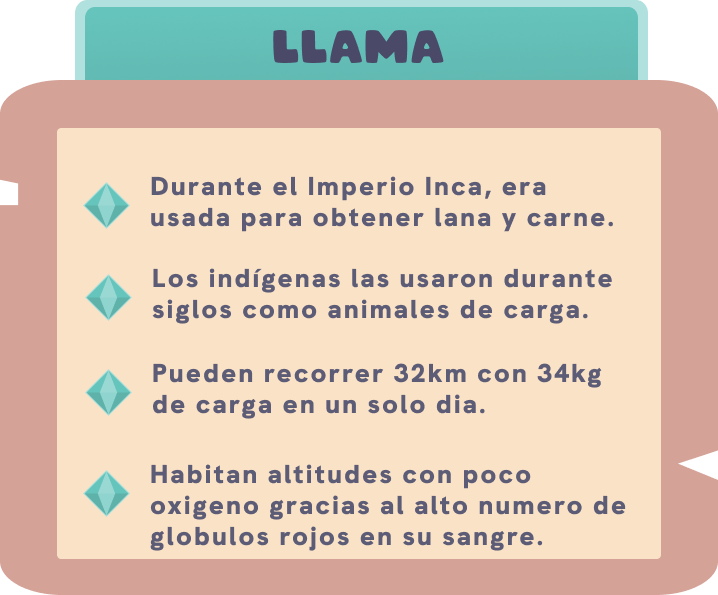 LLAMA
Durante el Imperio Inca, era
usada para obtener lana y carne.
Los indígenas las usaron durante
siglos como animales de carga.
Pueden recorrer 32km con 34kg
de carga en un solo dia.
Habitan altitudes con poco
oxigeno gracias al alto numero de
globulos rojos en su sangre.